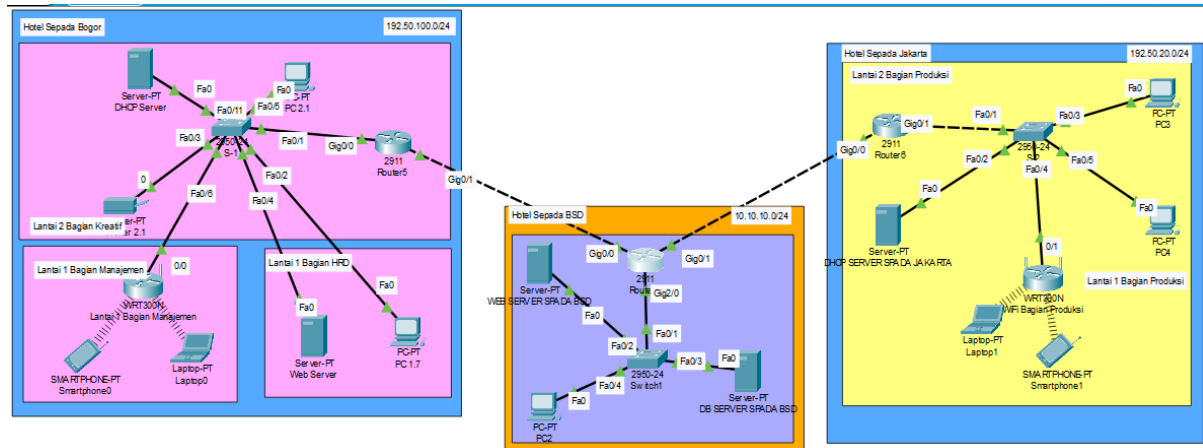 Hotel Sepada Bogor
192.50.100.0/24
Server-PT
DHCP Server
Fa0
Fa0/11
Fa0/5
Fa0
PC-PT
PC 2.1
Fa0/3
2950-24
S-1
Fa0/1
Gig0/0
2911
Router5
Gig0/1
0
Fa0/6
Fa0/4
Fa0/2
Lantai 2 Bagian Kreatif
2.1
Lantai 1 Bagian Manajemen
0/0
WRT300N
Lantai 1 Bagian Manajemen
SMARTPHONE-PT
Smartphone0
Laptop-PT
Laptop0
Lantai 1 Bagian HRD
Fa0
Server-PT
Web Server
Fa0
PC-PT
PC 1.7
Hotel Sepada BSD
10.10.10.0/24
Gig0/0
Gig0/1
2911
Server-PT
WEB SERVER SPADA BSD
Gig2/0
Fa0
Fa0/1
Fa0/2
2950-24
Switch1
Fa0/3
Fa0
Server-PT
DB SERVER SPADA BSD
Fa0/4
Fa0
PC-PT
PC2
Hotel Sepada Jakarta
192.50.20.0/24
Lantai 2 Bagian Produksi
Gig0/0
Gig0/1
2911
Router6
Fa0/1
2950-24
Fa0/3
Fa0
PC-PT
PC3
Fa0/2
Fa0/4
Fa0/5
Fa0
Server-PT
DHCP SERVER SPADA JAKARTA
Fa0
PC-PT
PC4
0/1
Lantai 1 Bagian Produksi
WRT300N
WiFi Bagian Produksi
Laptop-PT
Laptop1
SMARTPHONE-PT
Smartphone1